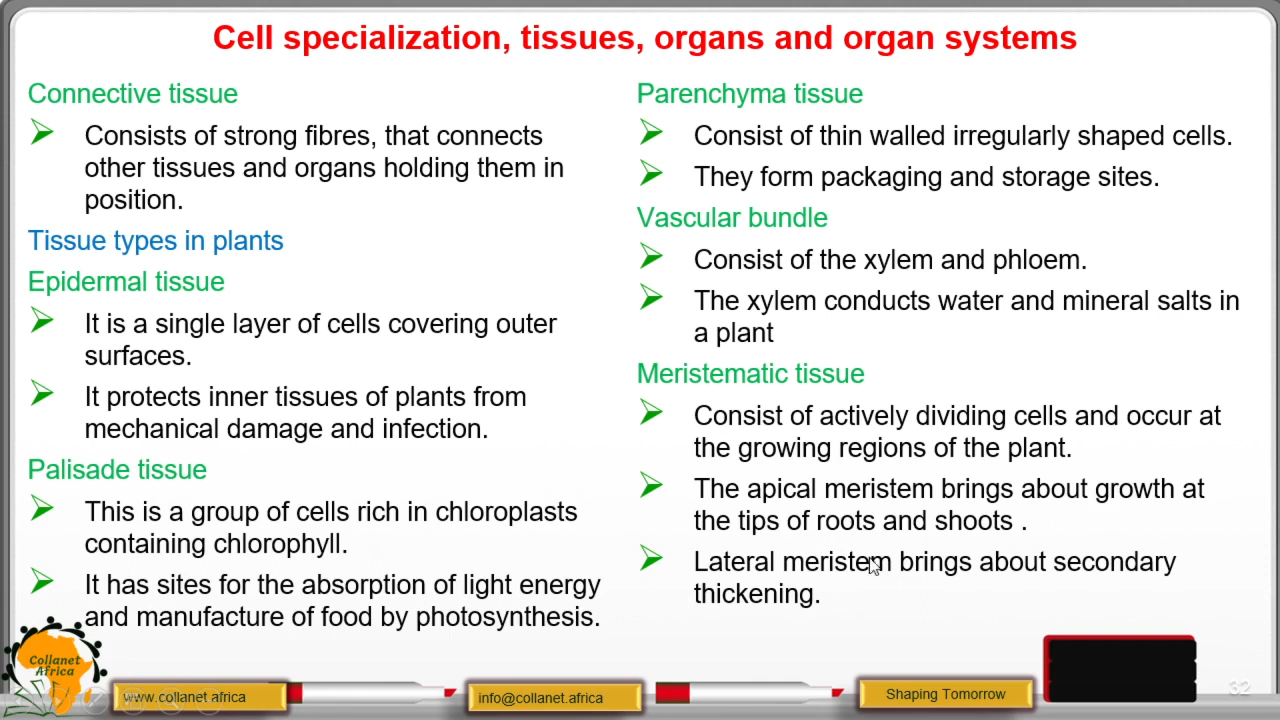 Cell specialization, tissues, organs and organ systems
Connective tissue
Consists of strong fibres, that connects
other tissues and organs holding them in
position.
Tissue types in plants
Epidermal tissue
It is a single layer of cells covering outer
surfaces.
It protects inner tissues of plants from
mechanical damage and infection.
Palisade tissue
This is a group of cells rich in chloroplasts
containing chlorophyll.
It has sites for the absorption of light energy
and manufacture of food by photosynthesis.
Parenchyma tissue
Consist of thin walled irregularly shaped cells.
They form packaging and storage sites.
Vascular bundle
Consist of the xylem and phloem.
The xylem conducts water and mineral salts in
a plant
Meristematic tissue
Consist of actively dividing cells and occur at
the growing regions of the plant.
The apical meristem brings about growth at
the tips of roots and shoots .
Lateral meristem brings about secondary
thickening.
Collanet
Africa
www.collanet.africa
info@collanet.africa
Shaping Tomorrow
32